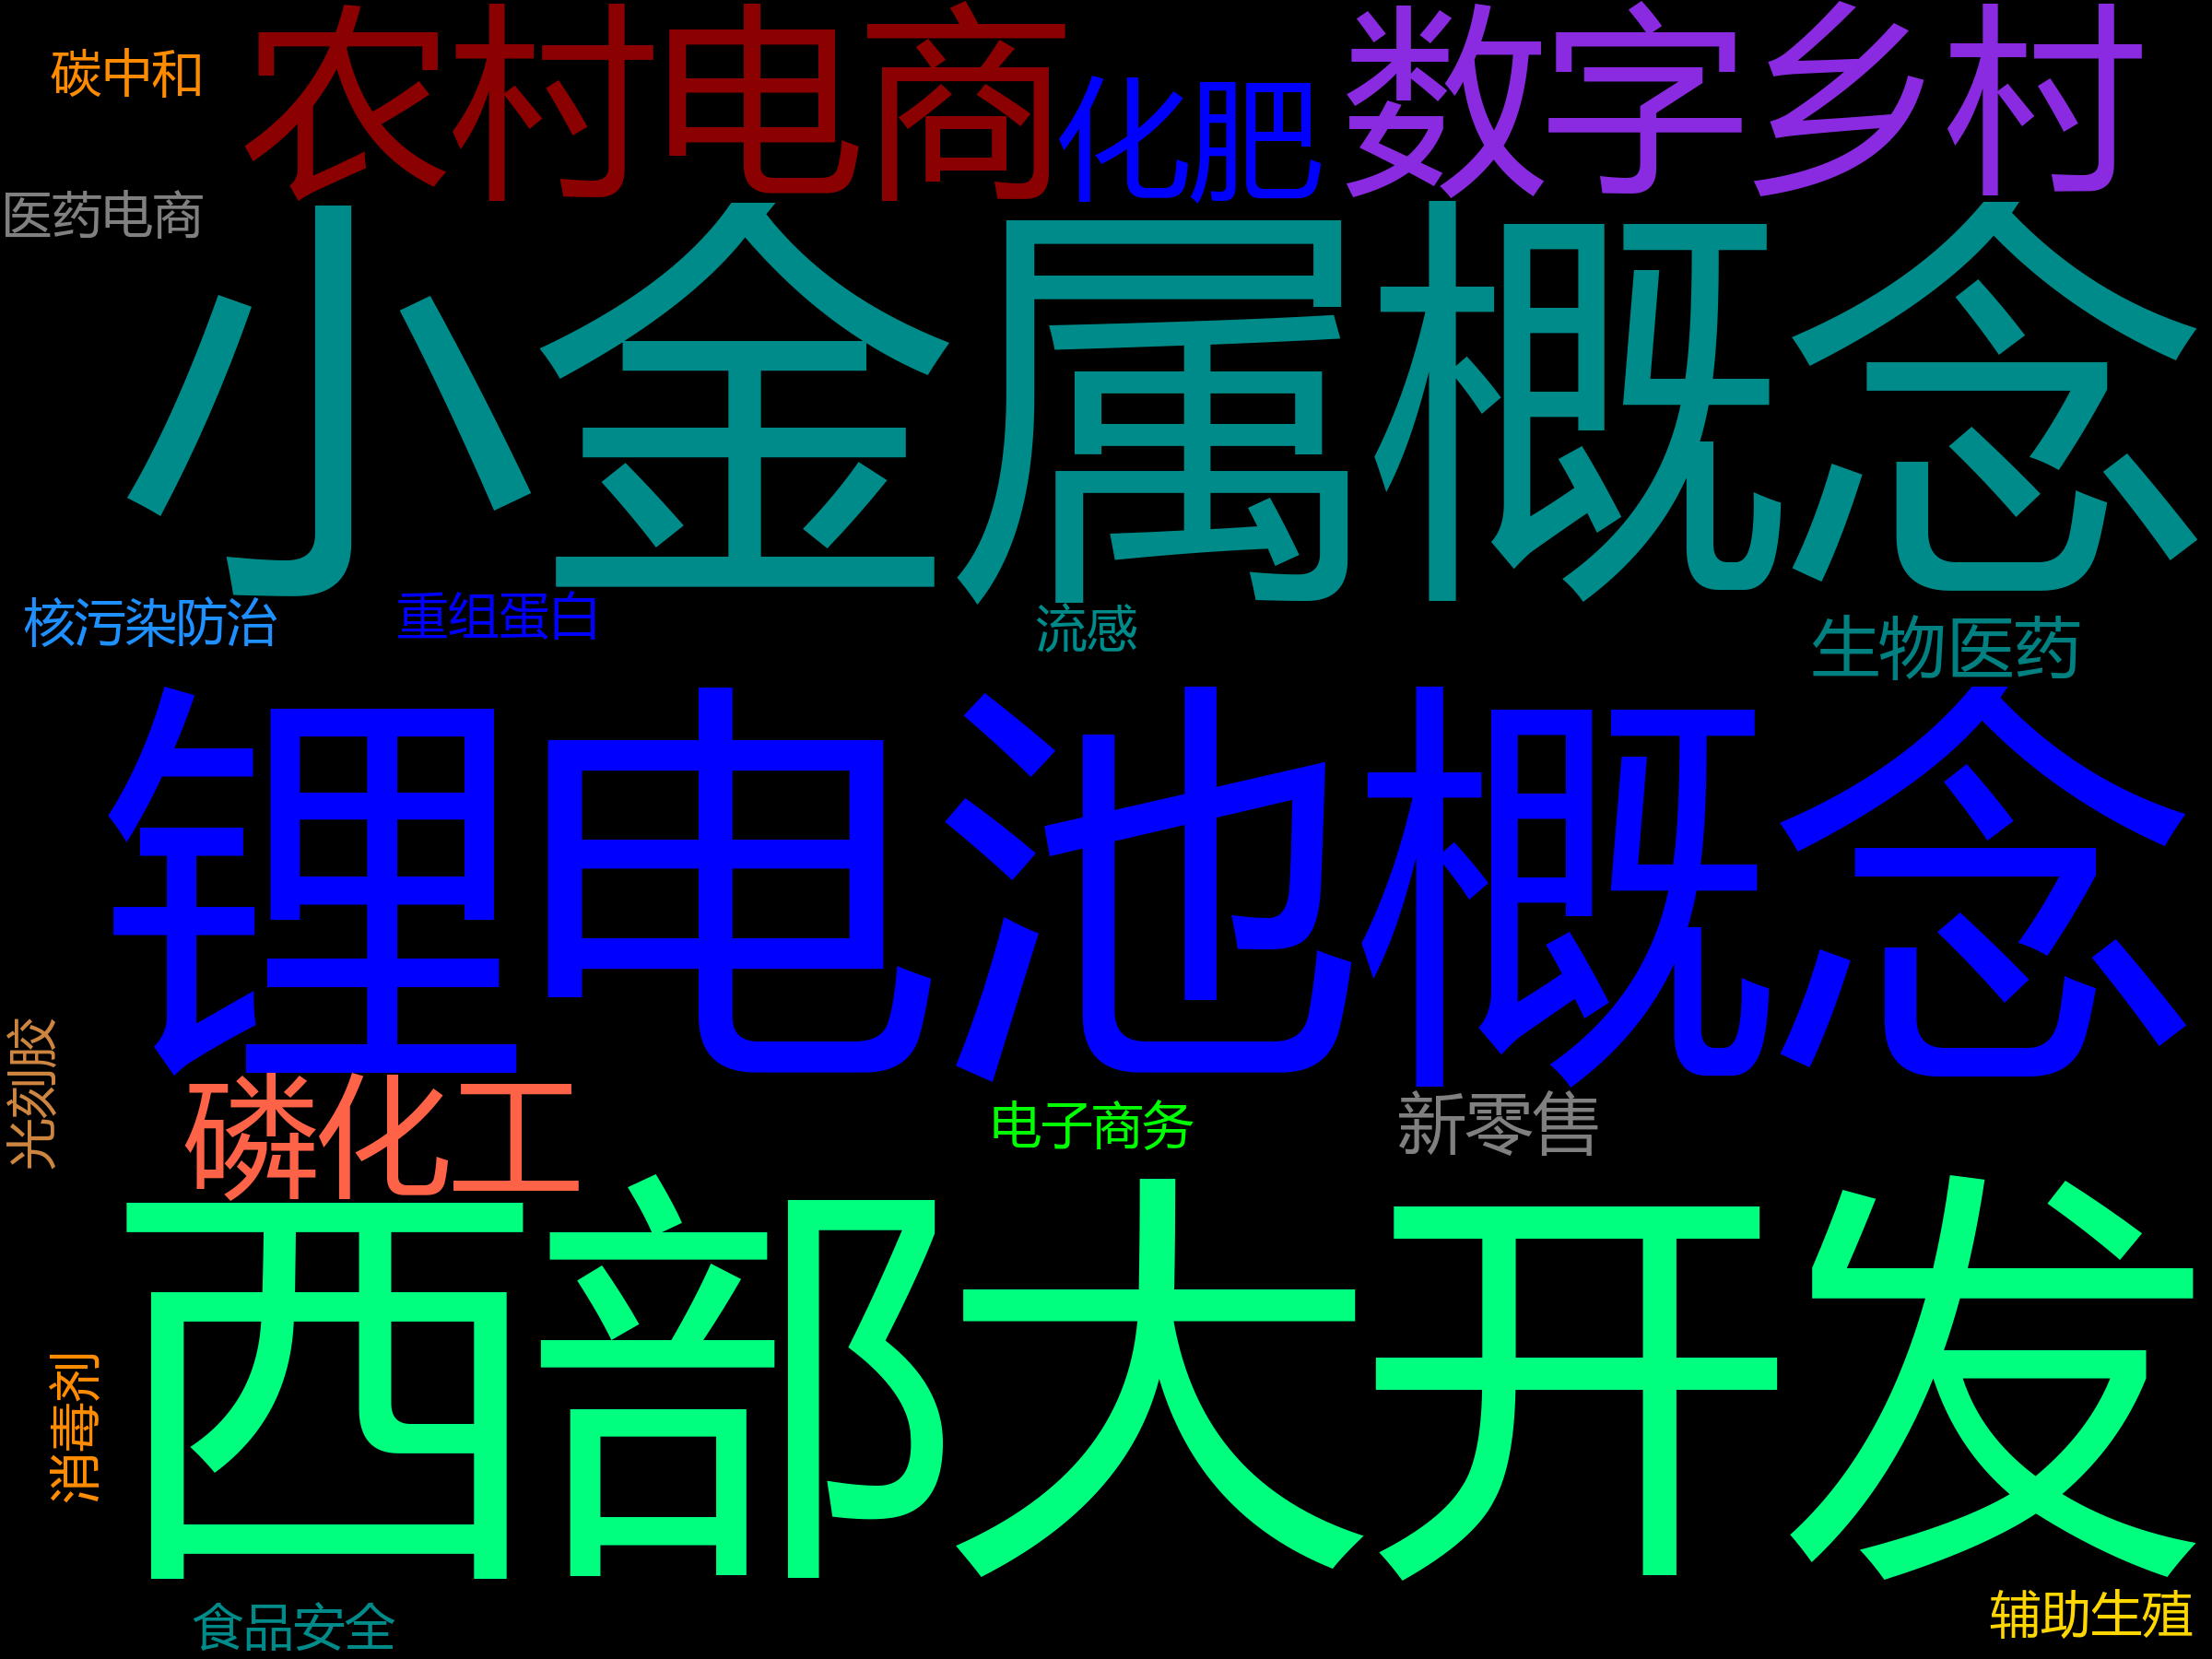 碳中和
农村电商
化肥
数字乡村
医药电商
小金属概念
核污染防治
重组蛋白
流感
生物医药
锂电池概念
光刻胶
磷化工
电子商务
新零售
西部大开发
消毒剂
食品安全
辅助生殖